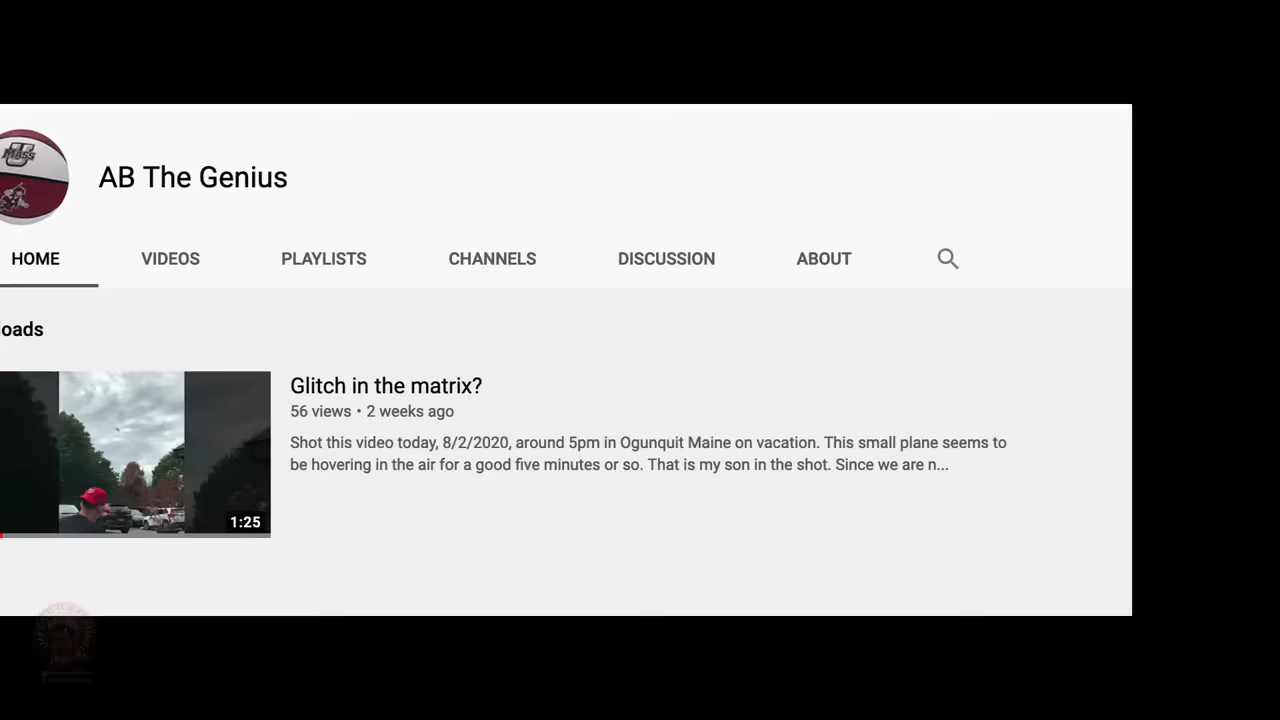 U
MASS
AB The Genius
HOME VIDEOS PLAYLISTS CHANNELS DISCUSSION ABOUT
loads
Glitch in the matrix?
56 views • 2 weeks ago
Shot this video today, 8/2/2020, around 5pm in Ogunquit Maine on vacation. This small plane seems to
be hovering in the air for a good five minutes or so. That is my son in the shot. Since we are n...
1:25